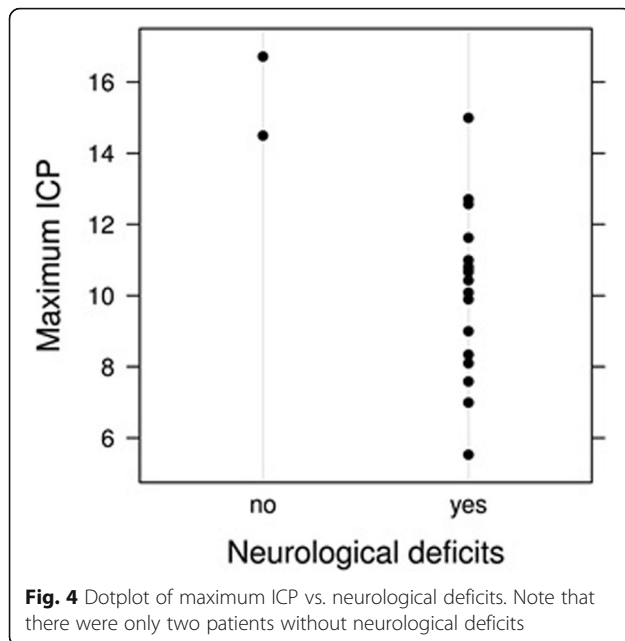 Maximum ICP
16
14
12
10
8
6
no yes
Neurological deficits
Fig. 4 Dotplot of maximum ICP vs. neurological deficits. Note that
there were only two patients without neurological deficits